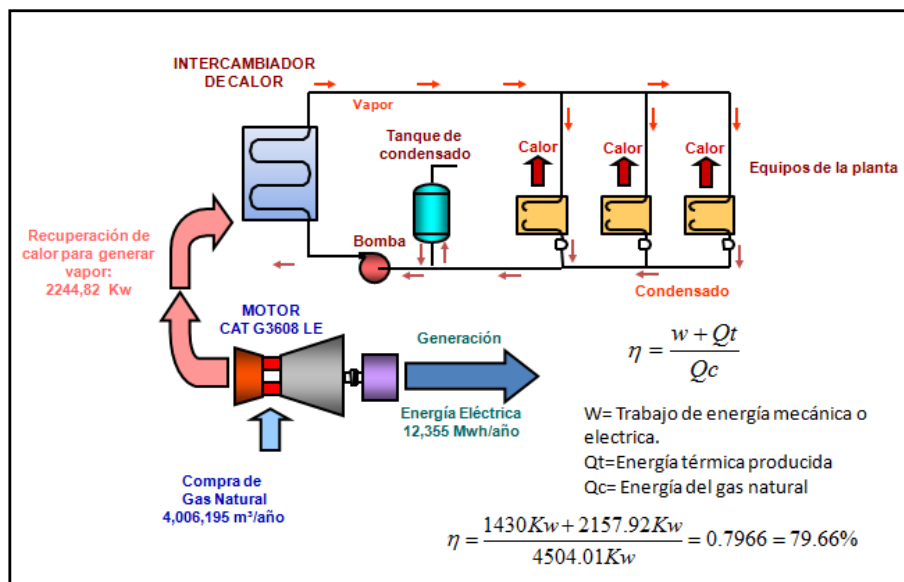 INTERCAMBIADOR
DE CALOR
Vapor
Tanque de
condensado
Calor
Calor
Calor
Equipos de la planta
Recuperación de
calor para generar
vapor:
2244,82 Kw
Bomba
Condensado
MOTOR
CAT G3608 LE
Generación
Energía Eléctrica
12,355 Mwh/año
Compra de
Gas Natural
4,006,195 m³/año
η = (w + Qt) / Qc
W= Trabajo de energía mecánica o
electrica.
Qt=Energía térmica producida
Qc= Energía del gas natural
η = (1430Kw + 2157.92Kw) / 4504.01Kw = 0.7966 = 79.66%